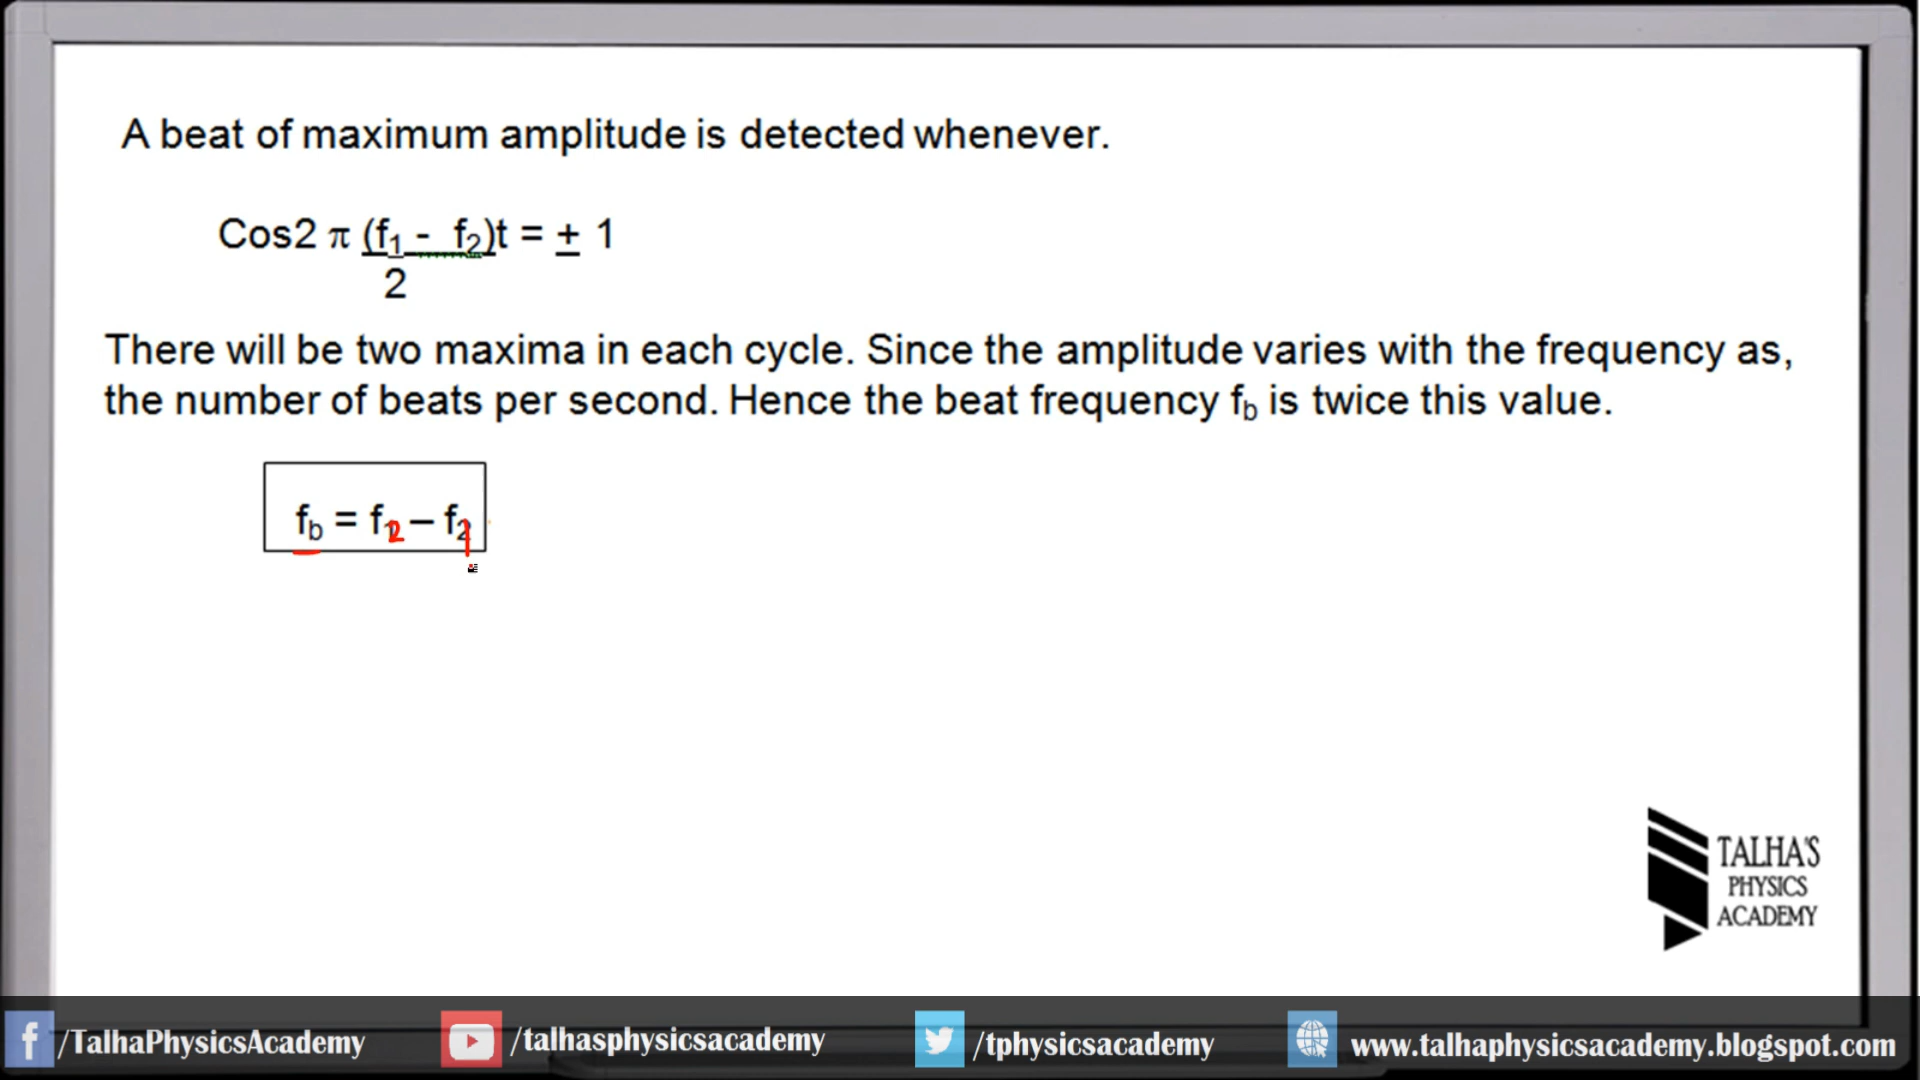 A beat of maximum amplitude is detected whenever.
Cos2 π (f₁ - f₂)t = ± 1
2
There will be two maxima in each cycle. Since the amplitude varies with the frequency as,
the number of beats per second. Hence the beat frequency f_b is twice this value.
f_b = f₂ – f₁
TALHA'S
PHYSICS
ACADEMY
/TalhaPhysicsAcademy
/talhasphysicsacademy
/tphysicsacademy
www.talhaphysicsacademy.blogspot.com